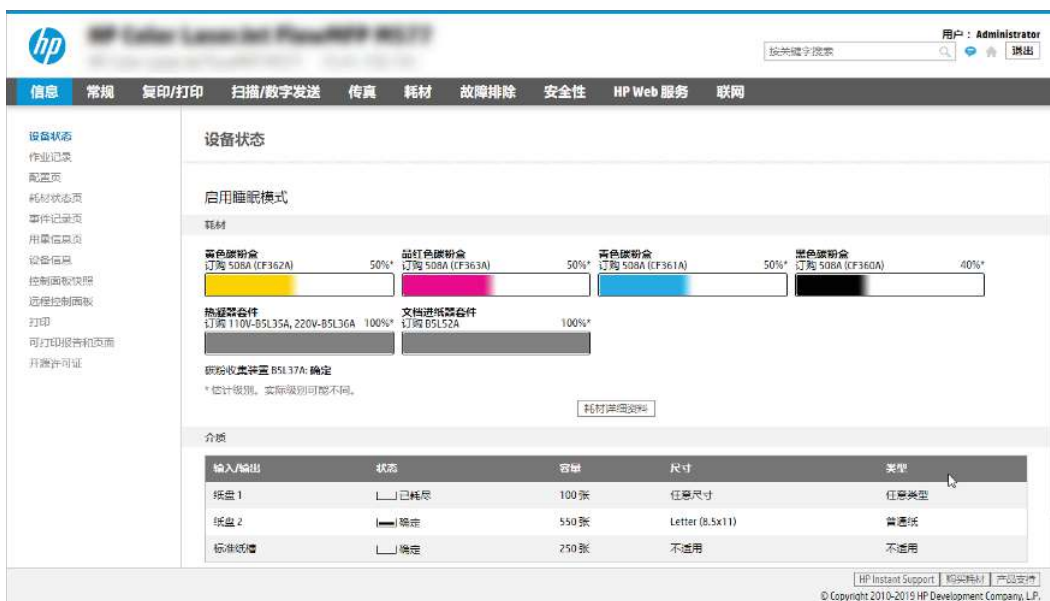 hp
用户： Administrator
按关键字搜索
退出
信息 常规 复印/打印 扫描/数字发送 传真 耗材 故障排除 安全性 HP Web 服务 联网
设备状态
作业记录
配置页
耗材状态页
事件记录页
用量信息页
设备信息
控制面板快照
远程控制面板
打印
可打印报告和页面
开源许可证
设备状态
启用睡眠模式
耗材
黄色碳粉盒 品红色碳粉盒 青色碳粉盒 黑色碳粉盒
订购 508A (CF362A) 50%* 订购 508A (CF363A) 50%* 订购 508A (CF361A) 50%* 订购 508A (CF360A) 40%*
热凝器套件 文档进纸器套件
订购 110V-B5L35A, 220V-B5L36A 100%* 订购 B5L52A 100%*
碳粉收集装置 B5L37A: 确定
* 估计级别。实际级别可能不同。
耗材详细资料
介质
输入/输出 状态 容量 尺寸 类型
纸盘 1 已耗尽 100 张 任意尺寸 任意类型
纸盘 2 确定 550 张 Letter (8.5x11) 普通纸
标准纸槽 确定 250 张 不适用 不适用
HP Instant Support 购买耗材 产品支持
© Copyright 2010-2019 HP Development Company, L.P.